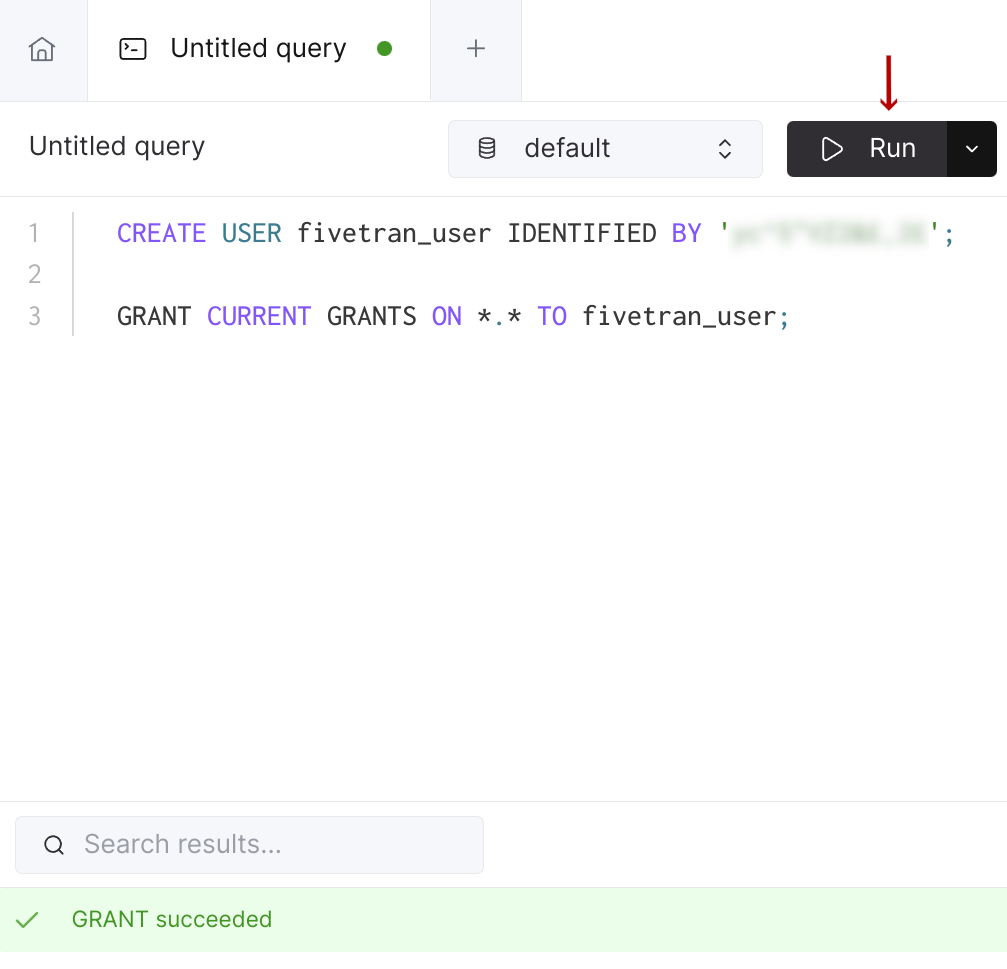 Untitled query
Untitled query
default
Run
1 CREATE USER fivetran_user IDENTIFIED BY '';
2
3 GRANT CURRENT GRANTS ON *.* TO fivetran_user;
Search results...
GRANT succeeded